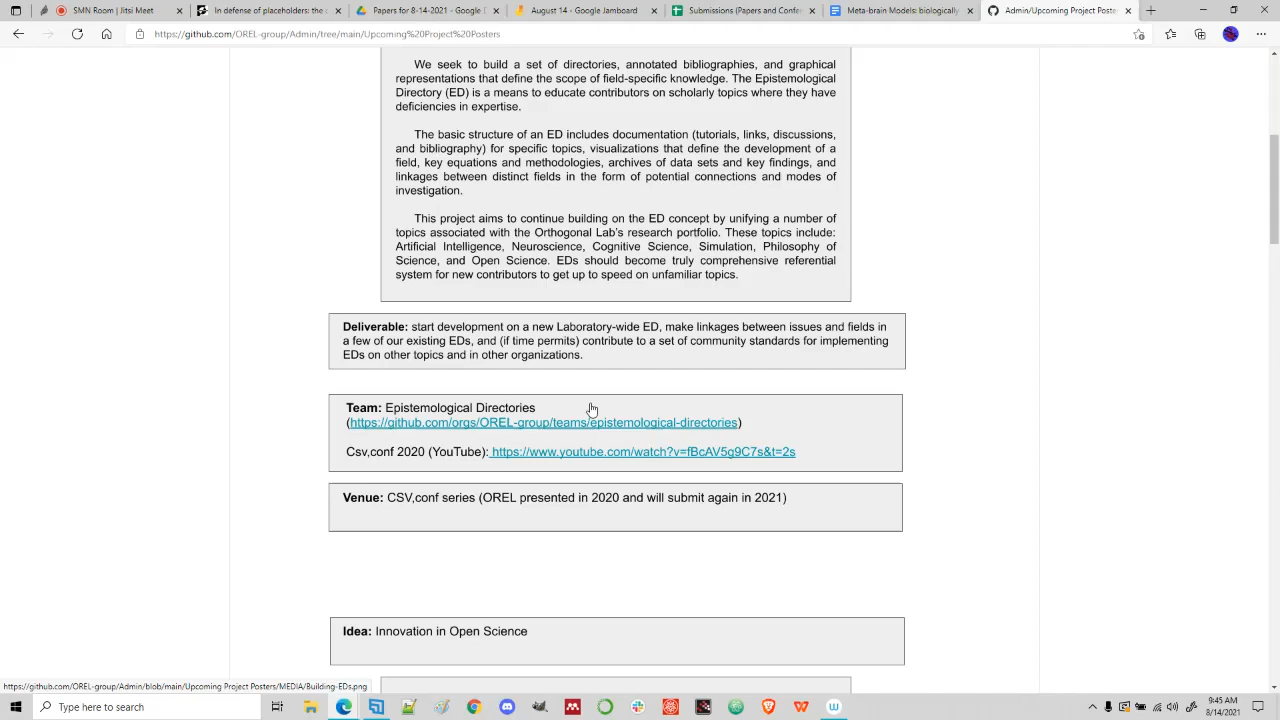 SMN Room | Jitsi Meet
In defense of placeholders: the c
Papers for 8-14-2021 - Google D
August 14 - Google Jamboard
Submissions (Papers and Confer
Meta-brain Models biologically-
Admin/Upcoming Project Poster
https://github.com/OREL-group/Admin/tree/main/Upcoming%20Project%20Posters
We seek to build a set of directories, annotated bibliographies, and graphical
representations that define the scope of field-specific knowledge. The Epistemological
Directory (ED) is a means to educate contributors on scholarly topics where they have
deficiencies in expertise.
The basic structure of an ED includes documentation (tutorials, links, discussions,
and bibliography) for specific topics, visualizations that define the development of a
field, key equations and methodologies, archives of data sets and key findings, and
linkages between distinct fields in the form of potential connections and modes of
investigation.
This project aims to continue building on the ED concept by unifying a number of
topics associated with the Orthogonal Lab's research portfolio. These topics include:
Artificial Intelligence, Neuroscience, Cognitive Science, Simulation, Philosophy of
Science, and Open Science. EDs should become truly comprehensive referential
system for new contributors to get up to speed on unfamiliar topics.
Deliverable: start development on a new Laboratory-wide ED, make linkages between issues and fields in
a few of our existing EDs, and (if time permits) contribute to a set of community standards for implementing
EDs on other topics and in other organizations.
Team: Epistemological Directories
(https://github.com/orgs/OREL-group/teams/epistemological-directories)
Csv,conf 2020 (YouTube): https://www.youtube.com/watch?v=fBcAV5g9C7s&t=2s
Venue: CSV,conf series (OREL presented in 2020 and will submit again in 2021)
Idea: Innovation in Open Science
https://github.com/OREL-group/Admin/blob/main/Upcoming Project Posters/MEDIA/Building-EDs.png
Type here to search
9:45 AM
8/14/2021